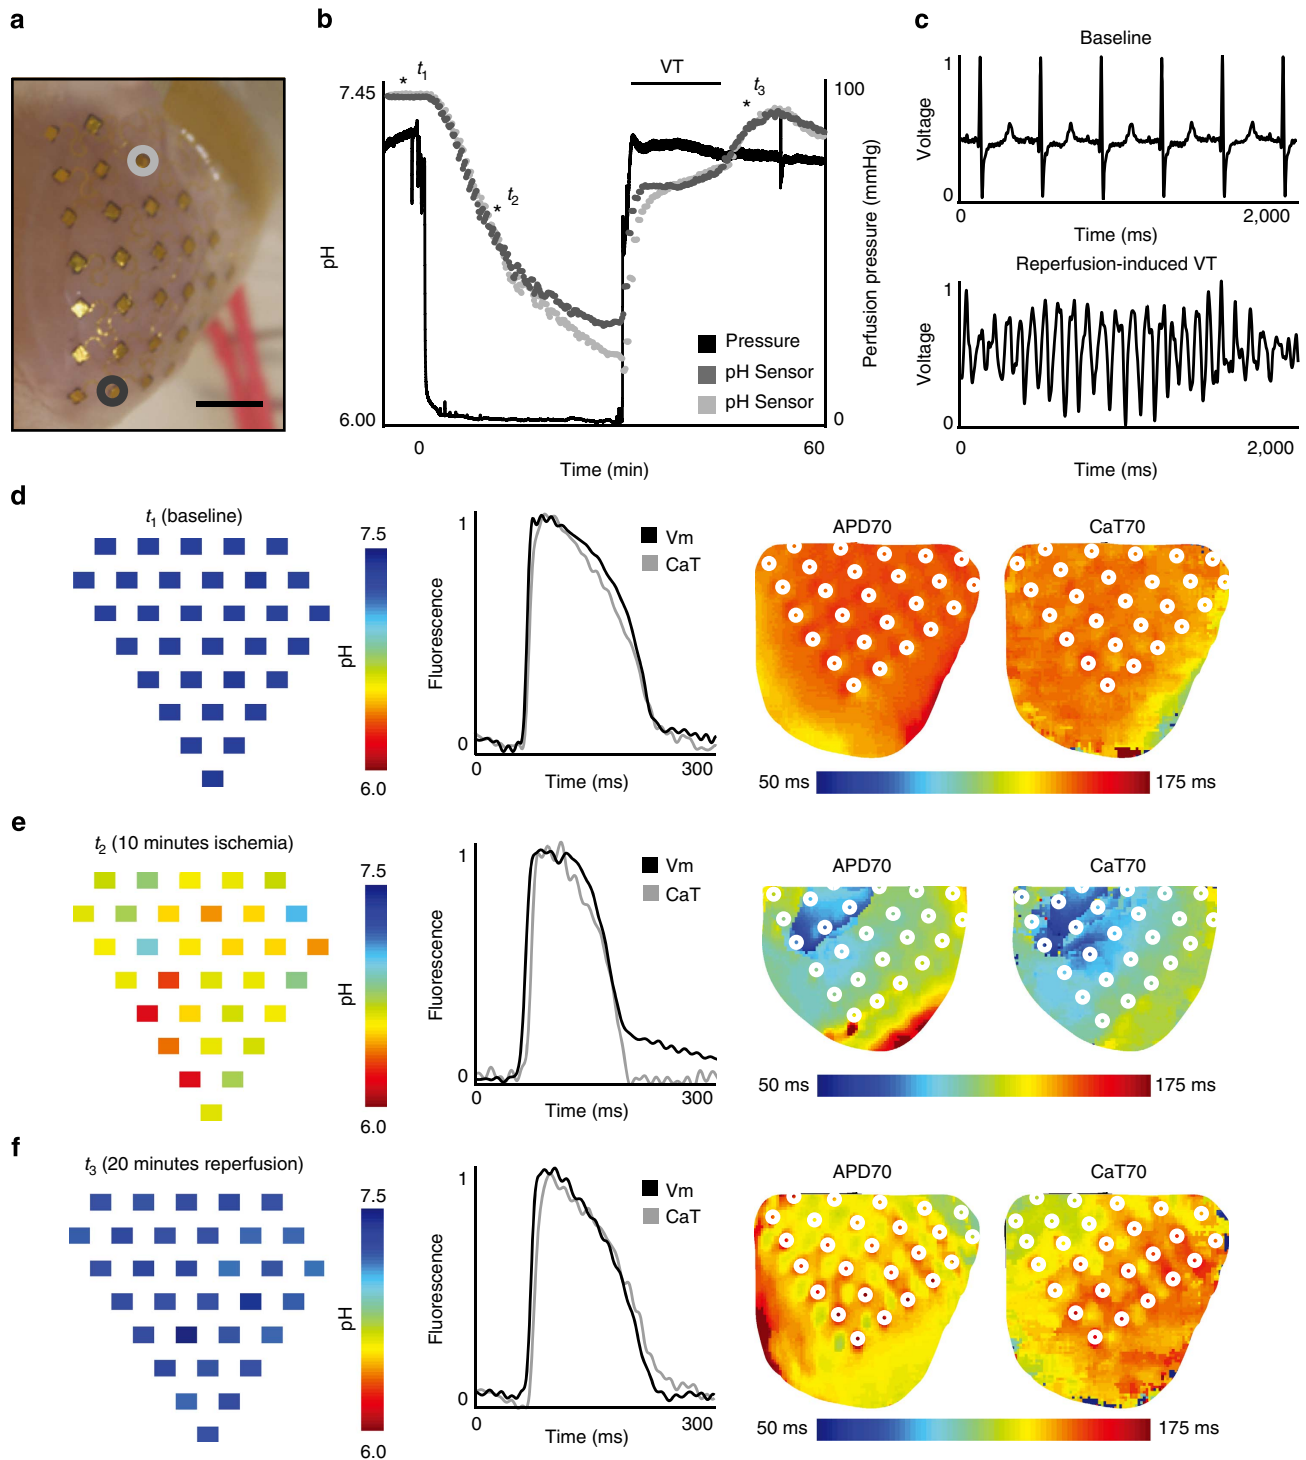 a
b
c
7.45
* t1
VT
* t3
100
* t2
pH
Perfusion pressure (mmHg)
Pressure
pH Sensor
pH Sensor
6.00
0
0
60
Time (min)
Baseline
1
Voltage
0
0
2,000
Time (ms)
Reperfusion-induced VT
1
Voltage
0
0
2,000
Time (ms)
d
t1 (baseline)
7.5
pH
6.0
1
Fluorescence
0
Vm
CaT
0
300
Time (ms)
APD70
CaT70
50 ms
175 ms
e
t2 (10 minutes ischemia)
7.5
pH
6.0
1
Fluorescence
0
Vm
CaT
0
300
Time (ms)
APD70
CaT70
50 ms
175 ms
f
t3 (20 minutes reperfusion)
7.5
pH
6.0
1
Fluorescence
0
Vm
CaT
0
300
Time (ms)
APD70
CaT70
50 ms
175 ms